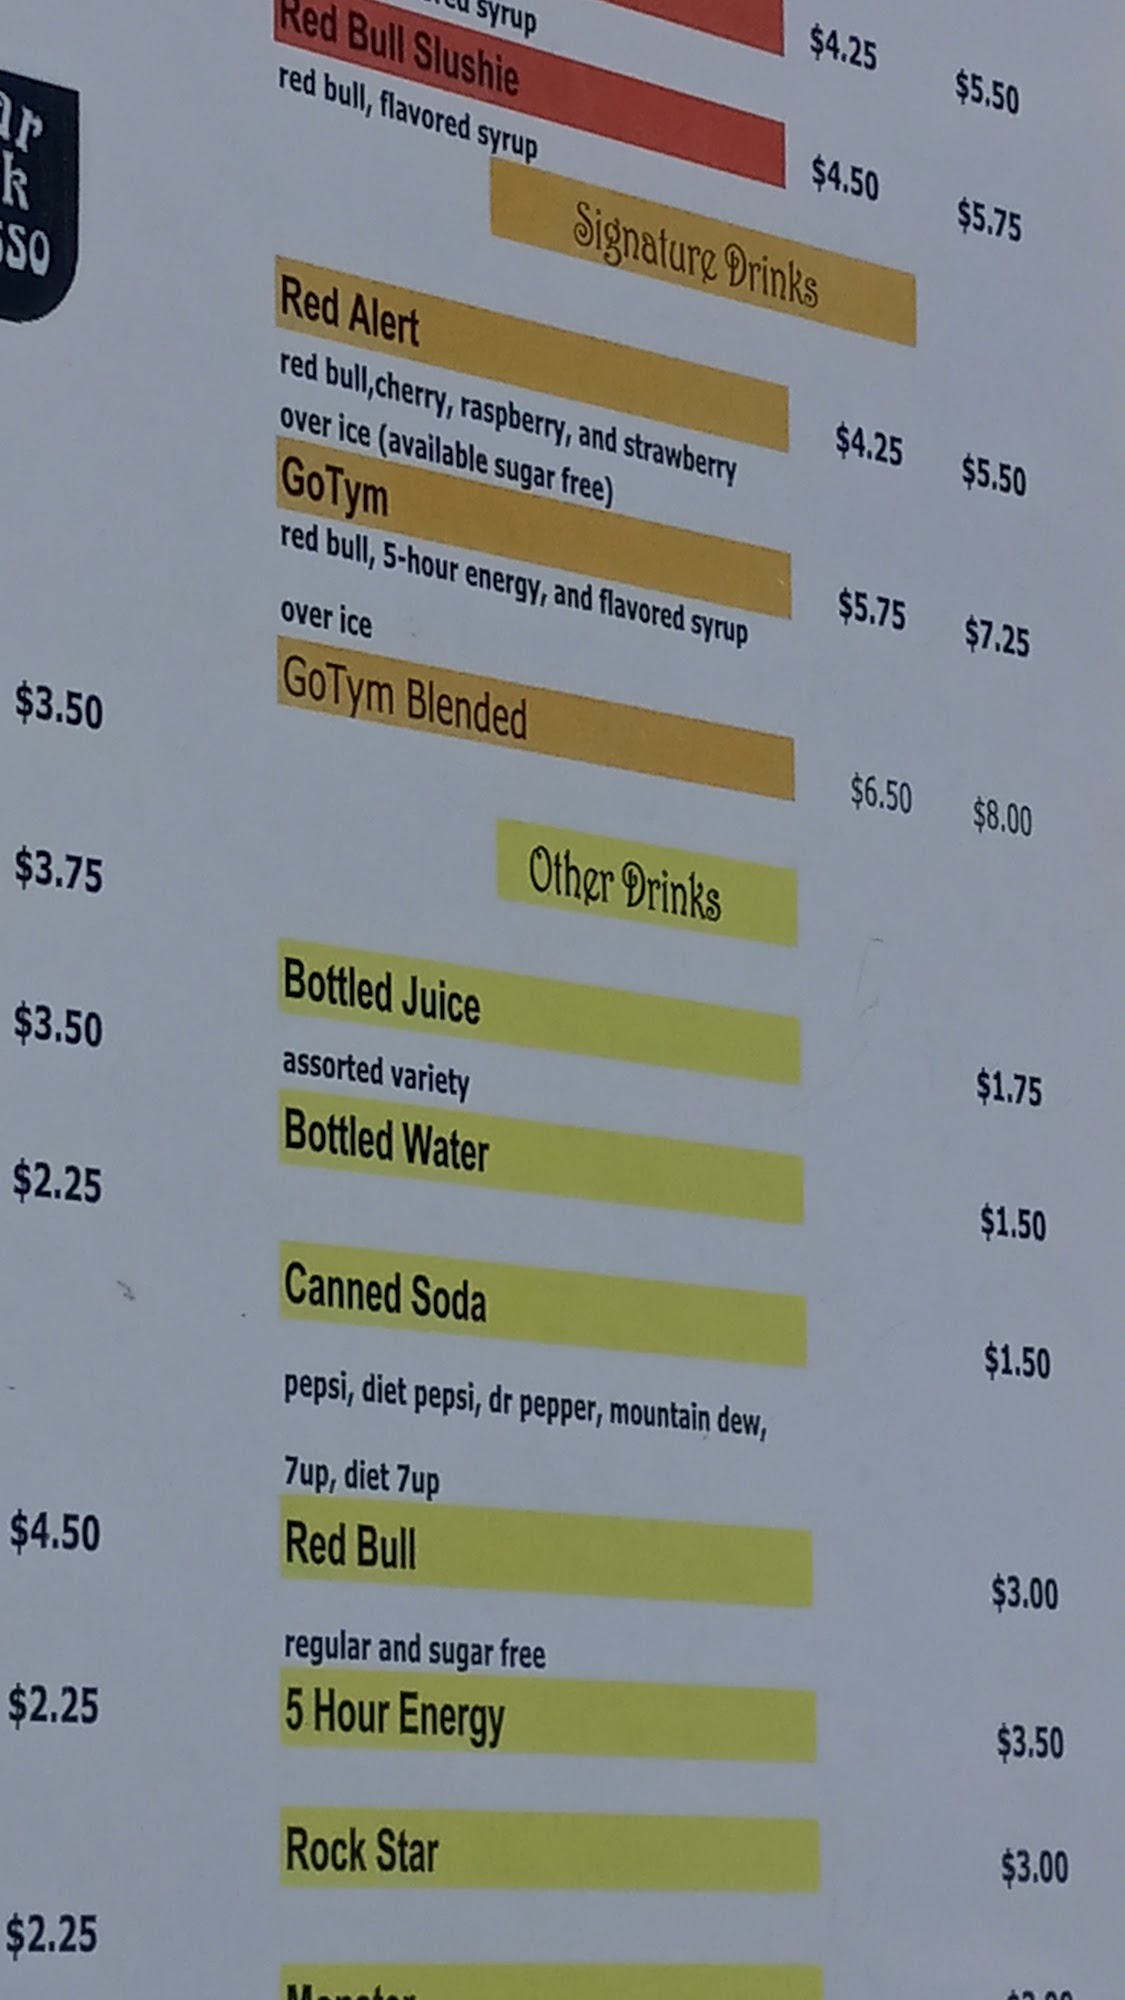 syrup
$4.25 $5.50
Red Bull Slushie
red bull, flavored syrup
$4.50 $5.75
Signature Drinks
Red Alert
red bull,cherry, raspberry, and strawberry
over ice (available sugar free)
$4.25 $5.50
GoTym
red bull, 5-hour energy, and flavored syrup
over ice
$5.75 $7.25
GoTym Blended
$6.50 $8.00
Other Drinks
Bottled Juice
assorted variety
$1.75
Bottled Water
$1.50
Canned Soda
$1.50
pepsi, diet pepsi, dr pepper, mountain dew,
7up, diet 7up
Red Bull
$3.00
regular and sugar free
5 Hour Energy
$3.50
Rock Star
$3.00
Monster
$3.50
$3.75
$3.50
$2.25
$4.50
$2.25
$2.25